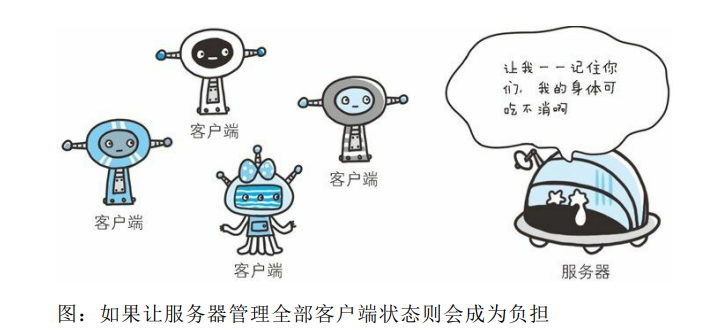 让我一一记住你
们，我的身体可
吃不消啊
客户端
客户端
客户端
客户端
服务器
图：如果让服务器管理全部客户端状态则会成为负担